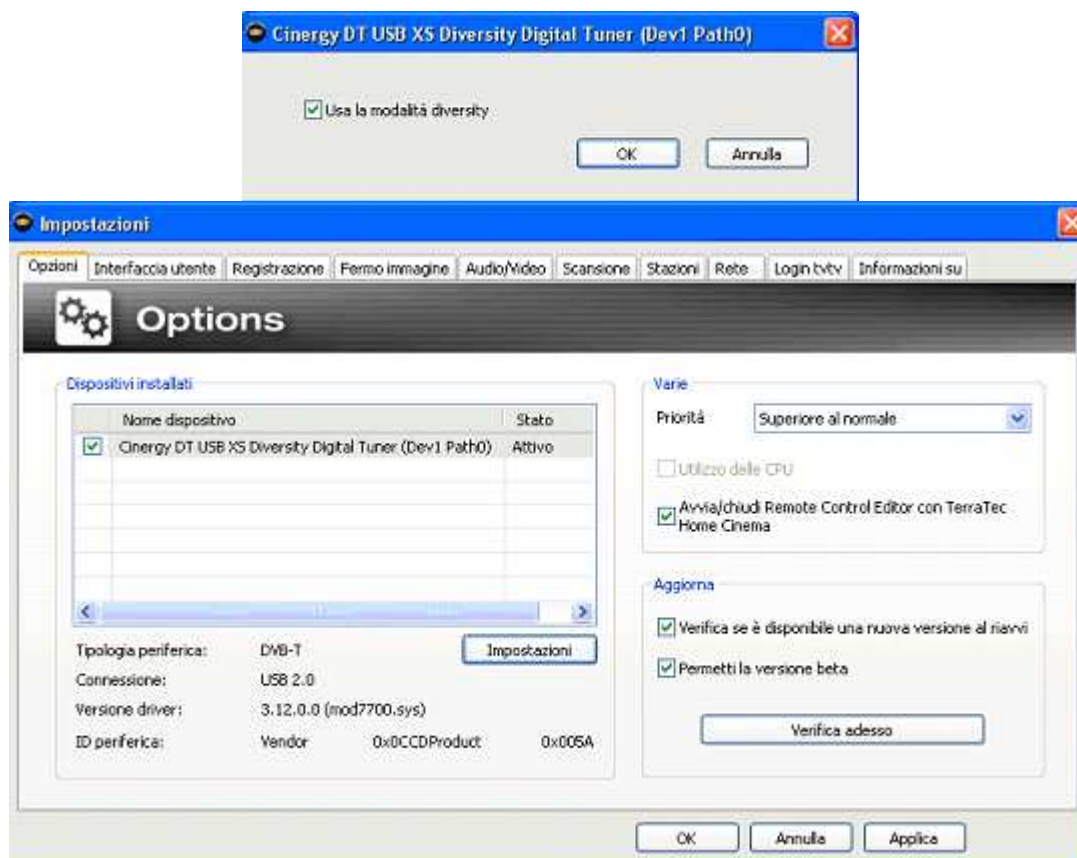 Cinergy DT USB XS Diversity Digital Tuner (Dev1 Path0)
Usa la modalità diversity
OK Annulla
Impostazioni
Opzioni Interfaccia utente Registrazione Fermo immagine Audio/Video Scansione Stazioni Rete Login tvtv Informazioni su
Options
Dispositivi installati
Nome dispositivo Stato
Cinergy DT USB XS Diversity Digital Tuner (Dev1 Path0) Attivo
Tipologia periferica: DVB-T Impostazioni
Connessione: USB 2.0
Versione driver: 3.12.0.0 (mod7700.sys)
ID periferica: Vendor 0x0CCDProduct 0x005A
Varie
Priorità Superiore al normale
Utilizzo delle CPU
Avvia/chiudi Remote Control Editor con TerraTec
Home Cinema
Aggiorna
Verifica se è disponibile una nuova versione al riavvi
Permetti la versione beta
Verifica adesso
OK Annulla Applica